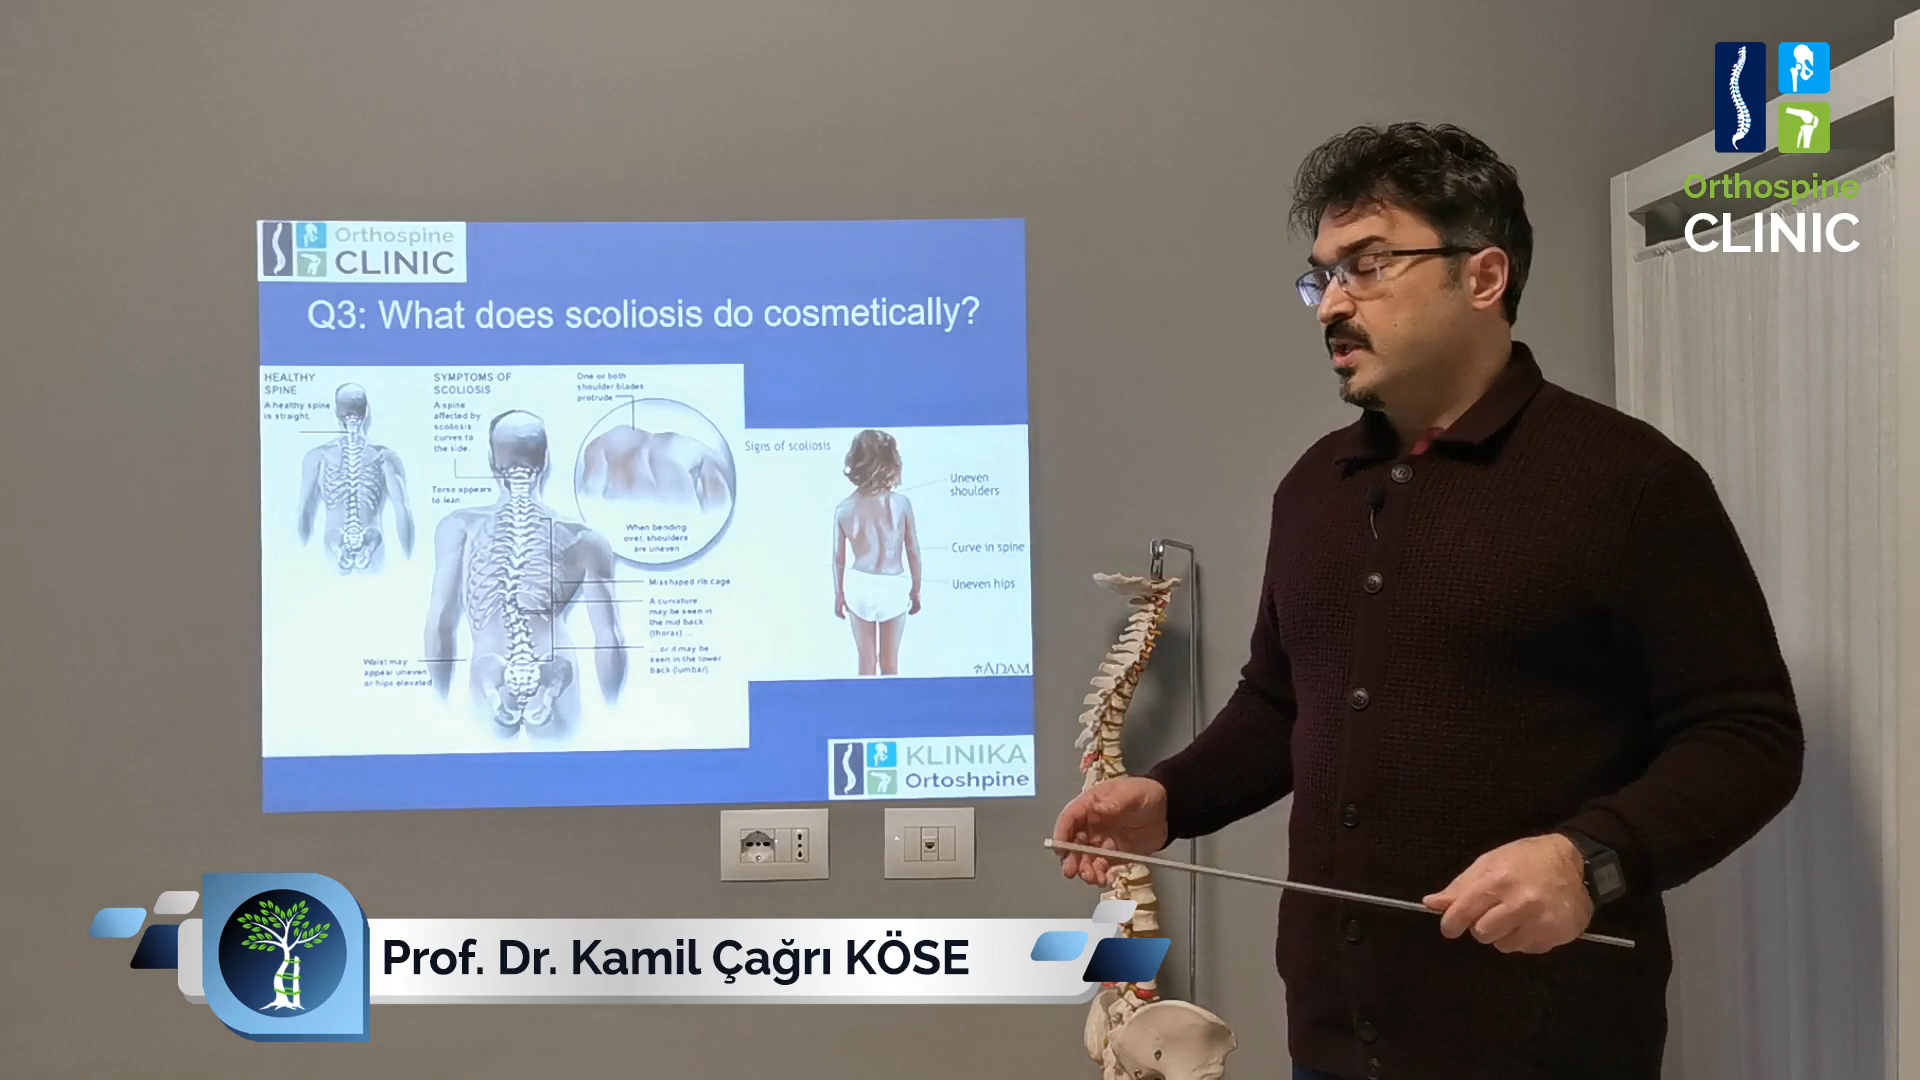 Orthospine
CLINIC
Orthospine
CLINIC
Q3: What does scoliosis do cosmetically?
HEALTHY
SPINE
A healthy spine
is straight.
SYMPTOMS OF
SCOLIOSIS
A spine
affected by
scoliosis
curves to
the side.
Torso appears
to lean.
One or both
shoulder blades
protrude
When bending
over, shoulders
are uneven
Misshaped rib cage
A curvature
may be seen in
the mid back
(thorax) ...
... or it may be
seen in the lower
back (lumbar).
Waist may
appear uneven
or hips elevated
Signs of scoliosis
Uneven
shoulders
Curve in spine
Uneven hips
ADAM
KLINIKA
Ortoshpine
Prof. Dr. Kamil Çağrı KÖSE